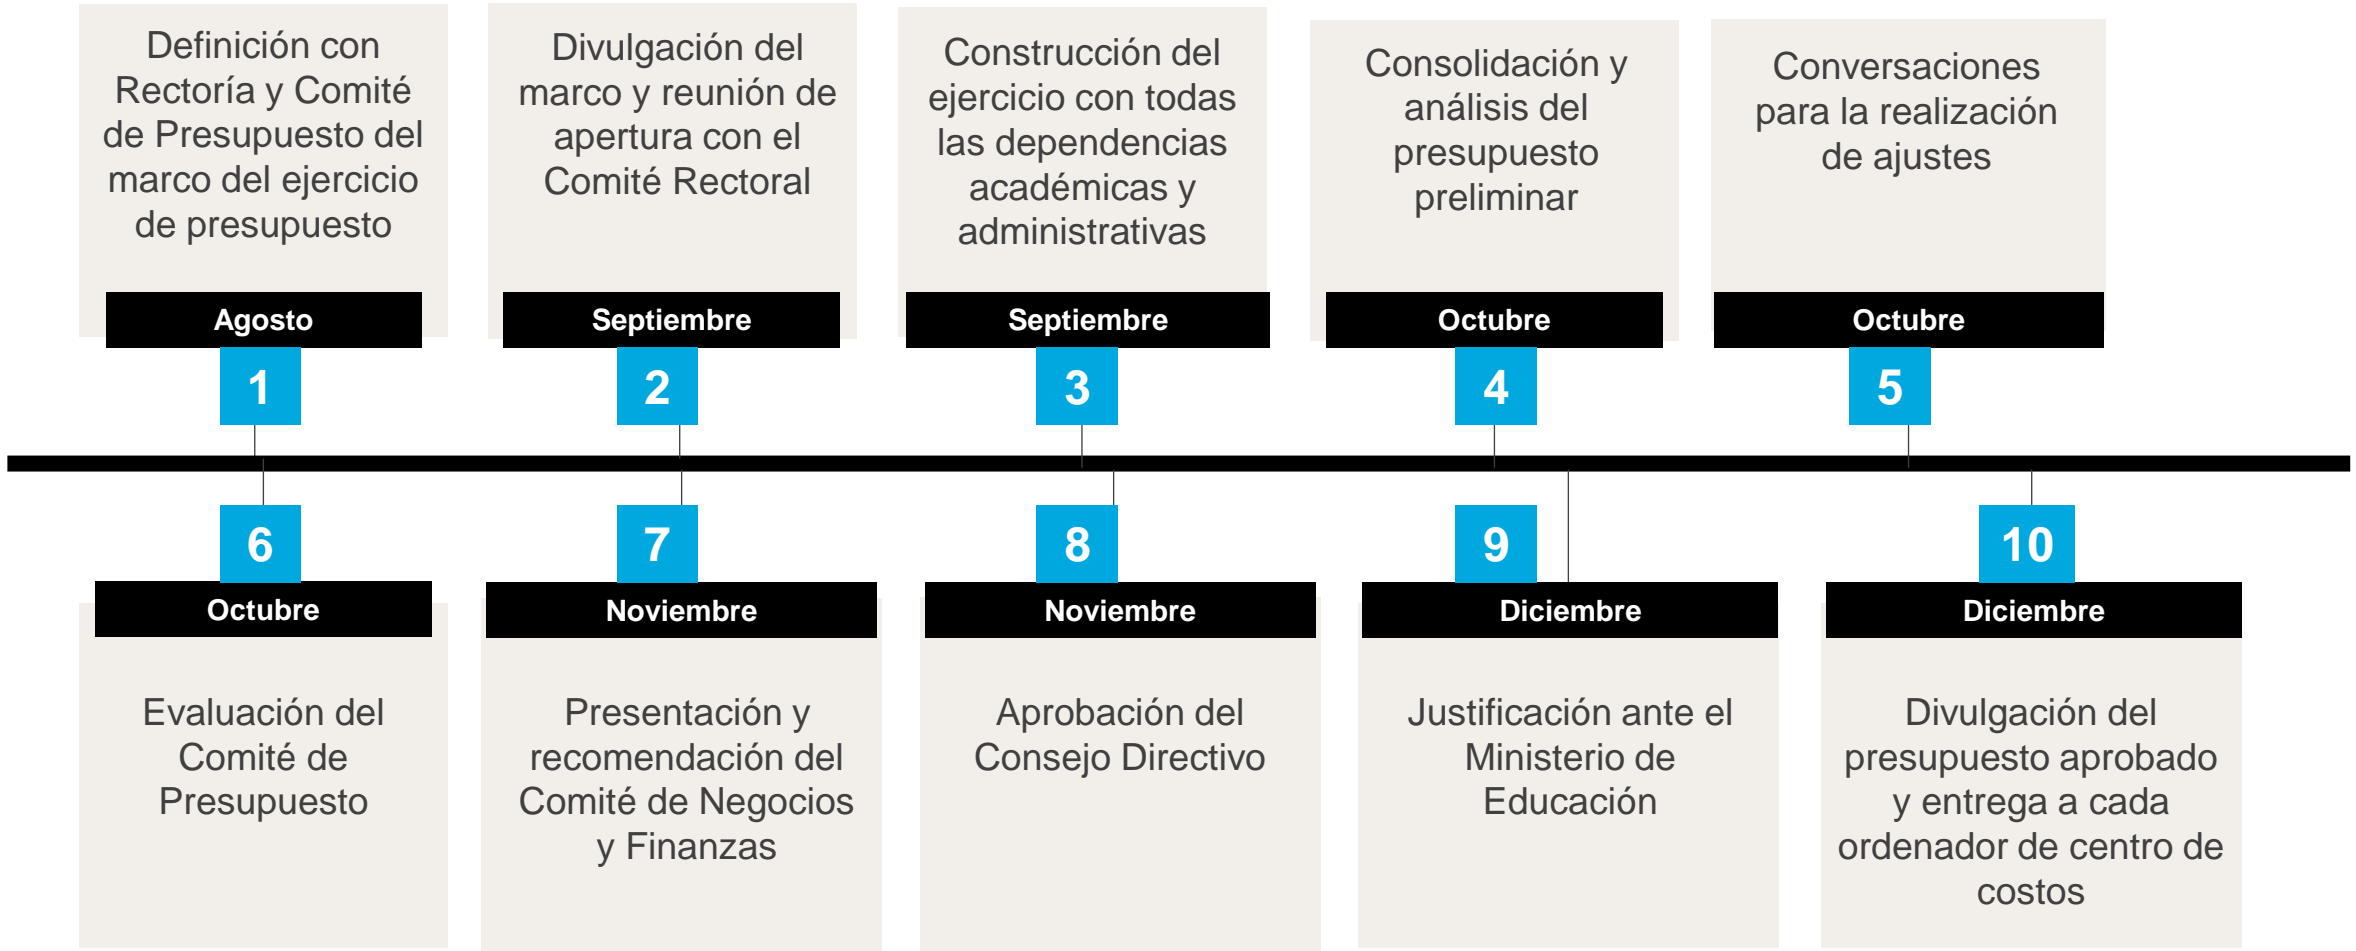 Definición con
Rectoría y Comité
de Presupuesto del
marco del ejercicio
de presupuesto
Agosto
1
Divulgación del
marco y reunión de
apertura con el
Comité Rectoral
Septiembre
2
Construcción del
ejercicio con todas
las dependencias
académicas y
administrativas
Septiembre
3
Consolidación y
análisis del
presupuesto
preliminar
Octubre
4
Conversaciones
para la realización
de ajustes
Octubre
5
6
Octubre
Evaluación del
Comité de
Presupuesto
7
Noviembre
Presentación y
recomendación del
Comité de Negocios
y Finanzas
8
Noviembre
Aprobación del
Consejo Directivo
9
Diciembre
Justificación ante el
Ministerio de
Educación
10
Diciembre
Divulgación del
presupuesto aprobado
y entrega a cada
ordenador de centro de
costos